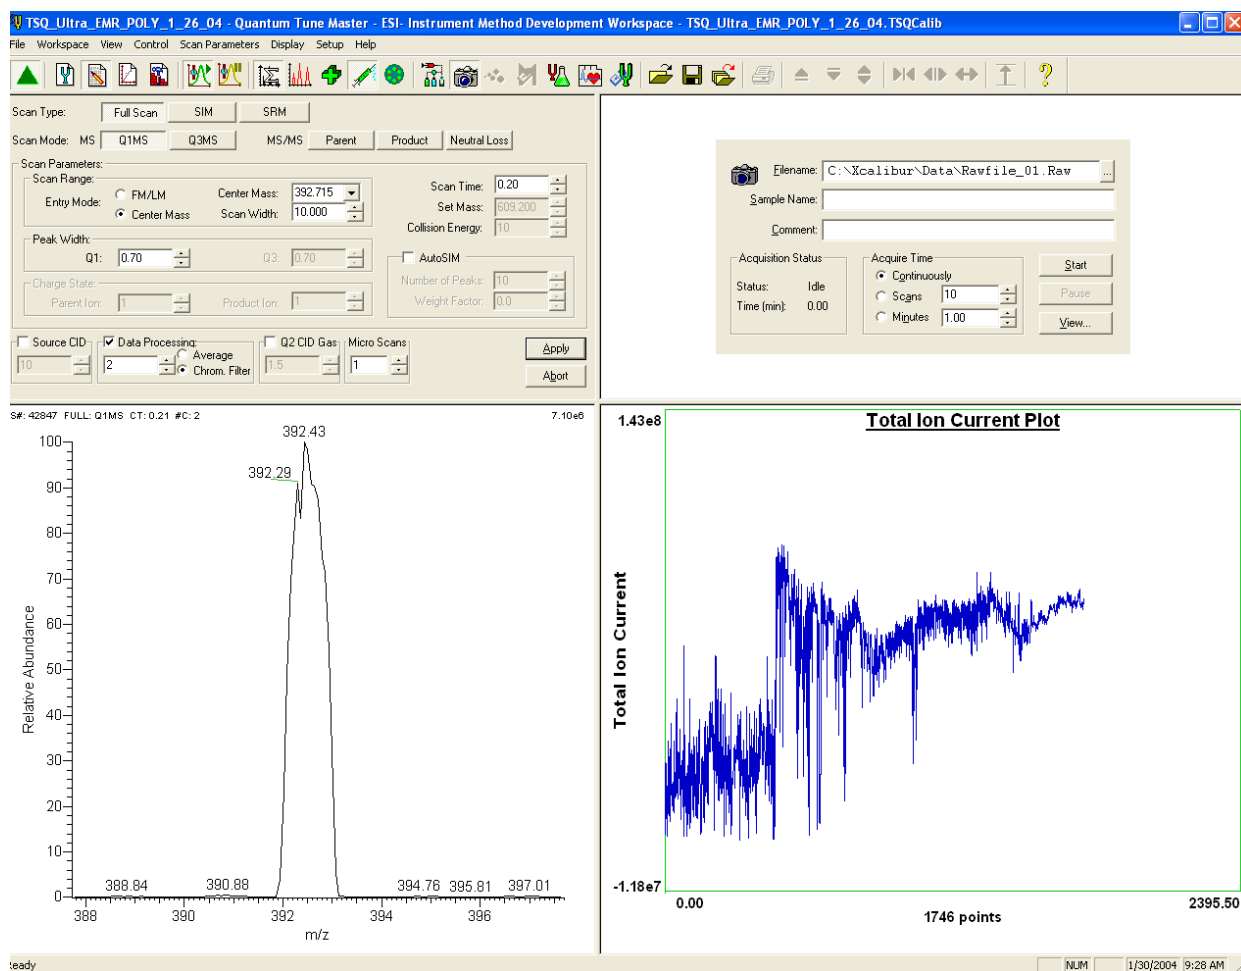 TSQ_Ultra_EMR_POLY_1_26_04 - Quantum Tune Master - ESI- Instrument Method Development Workspace - TSQ_Ultra_EMR_POLY_1_26_04.TSQCalib
File Workspace View Control Scan Parameters Display Setup Help
Scan Type: Full Scan SIM SRM
Scan Mode: MS Q1MS Q3MS MS/MS Parent Product Neutral Loss
Scan Parameters:
Scan Range:
Entry Mode: FM/LM Center Mass
Center Mass: 392.715
Scan Width: 10.000
Scan Time: 0.20
Set Mass: 609.200
Collision Energy: 10
Peak Width:
Q1: 0.70 Q3: 0.70
Charge State:
Parent Ion: 1 Product Ion: 1
AutoSIM
Number of Peaks: 10
Weight Factor: 0.0
Source CID
10
Data Processing:
2 Average
Chrom. Filter
Q2 CID Gas
1.5
Micro Scans
1
Apply
Abort
Filename: C:\Xcalibur\Data\Rawfile_01.Raw ...
Sample Name:
Comment:
Acquisition Status
Status: Idle
Time (min): 0.00
Acquire Time
Continuously
Scans 10
Minutes 1.00
Start
Pause
View...
S#: 42847 FULL: Q1MS CT: 0.21 #C: 2 7.10e6
392.43
392.29
100
90
80
70
60
50
40
30
20
10
0
Relative Abundance
388.84 390.88 394.76 395.81 397.01
388 390 392 394 396
m/z
Total Ion Current Plot
1.43e8
Total Ion Current
-1.18e7
0.00 2395.50
1746 points
eady
NUM 1/30/2004 9:28 AM